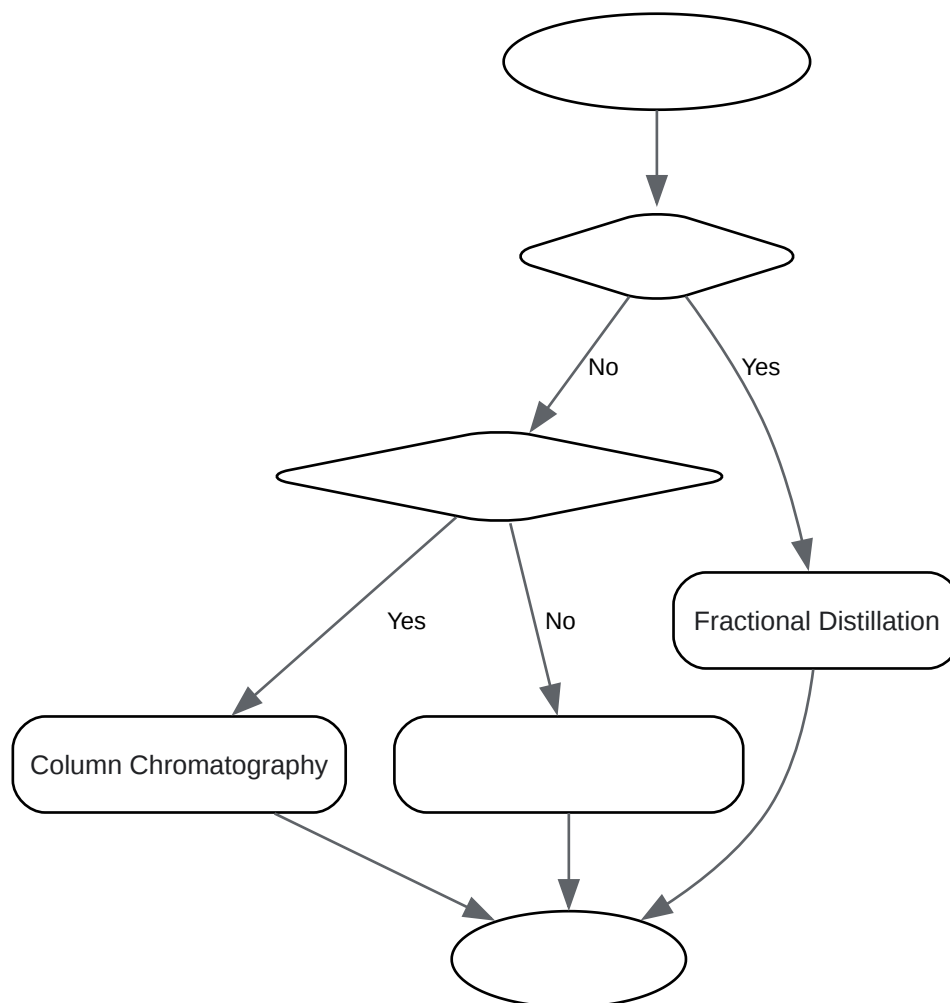 No
Yes
Yes
No
Fractional Distillation
Column Chromatography